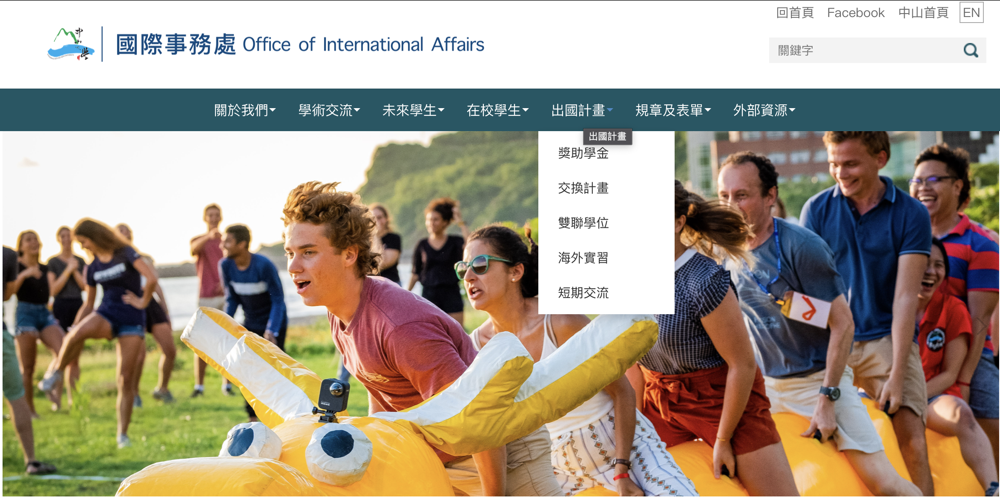 回首頁 Facebook 中山首頁 EN
國際事務處 Office of International Affairs
關鍵字
關於我們 學術交流 未來學生 在校學生 出國計畫 規章及表單 外部資源
出國計畫
獎助學金
交換計畫
雙聯學位
海外實習
短期交流